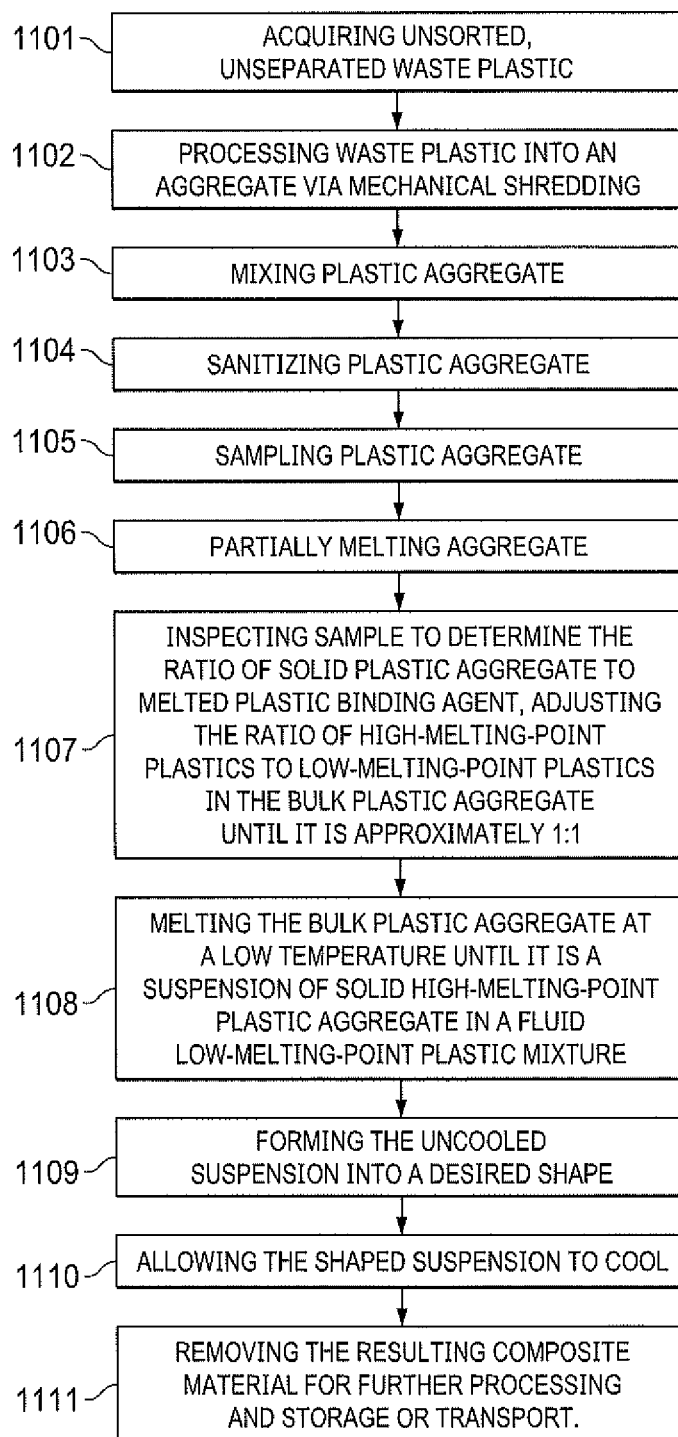 1101
ACQUIRING UNSORTED,
UNSEPARATED WASTE PLASTIC
1102
PROCESSING WASTE PLASTIC INTO AN
AGGREGATE VIA MECHANICAL SHREDDING
1103
MIXING PLASTIC AGGREGATE
1104
SANITIZING PLASTIC AGGREGATE
1105
SAMPLING PLASTIC AGGREGATE
1106
PARTIALLY MELTING AGGREGATE
1107
INSPECTING SAMPLE TO DETERMINE THE
RATIO OF SOLID PLASTIC AGGREGATE TO
MELTED PLASTIC BINDING AGENT, ADJUSTING
THE RATIO OF HIGH-MELTING-POINT
PLASTICS TO LOW-MELTING-POINT PLASTICS
IN THE BULK PLASTIC AGGREGATE
UNTIL IT IS APPROXIMATELY 1:1
1108
MELTING THE BULK PLASTIC AGGREGATE AT
A LOW TEMPERATURE UNTIL IT IS A
SUSPENSION OF SOLID HIGH-MELTING-POINT
PLASTIC AGGREGATE IN A FLUID
LOW-MELTING-POINT PLASTIC MIXTURE
1109
FORMING THE UNCOOLED
SUSPENSION INTO A DESIRED SHAPE
1110
ALLOWING THE SHAPED SUSPENSION TO COOL
1111
REMOVING THE RESULTING COMPOSITE
MATERIAL FOR FURTHER PROCESSING
AND STORAGE OR TRANSPORT.